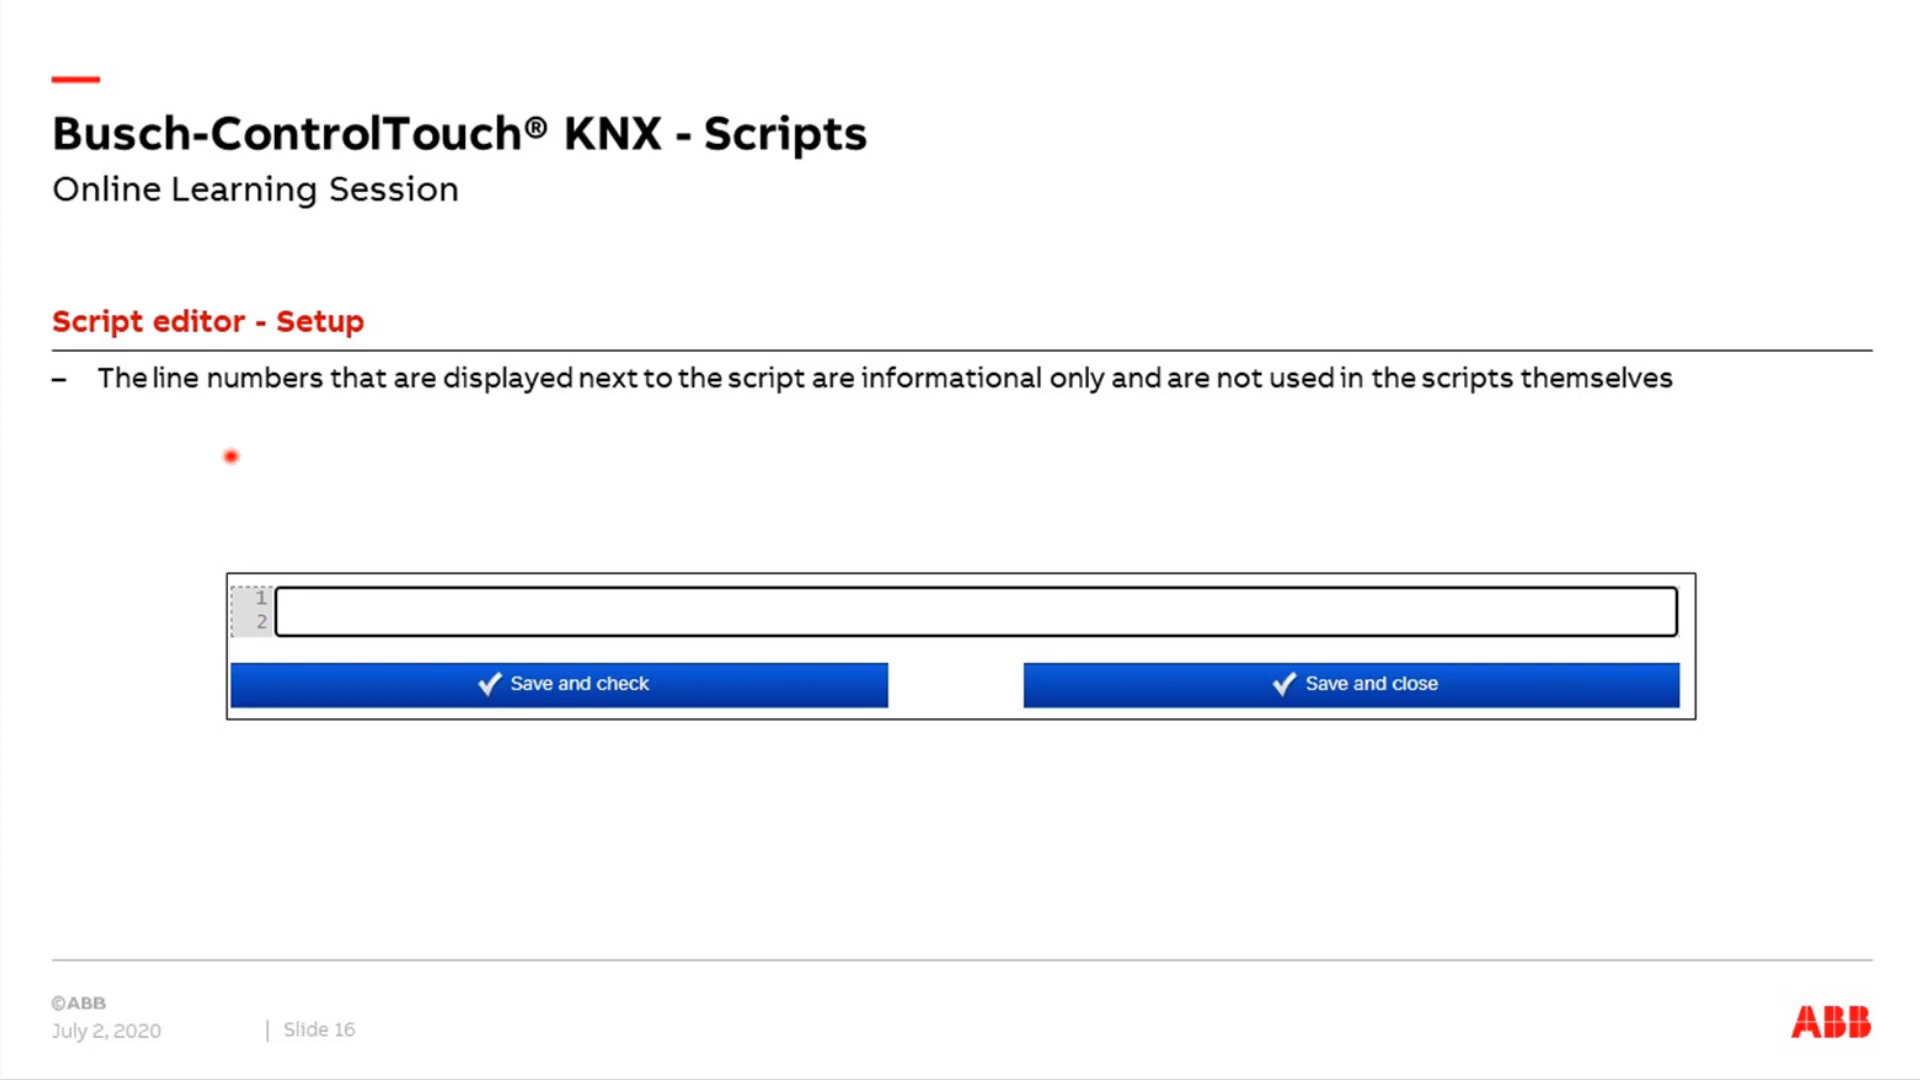 Busch-ControlTouch® KNX - Scripts
Online Learning Session
Script editor - Setup
– The line numbers that are displayed next to the script are informational only and are not used in the scripts themselves
1
2
Save and check
Save and close
©ABB
July 2, 2020 | Slide 16
ABB